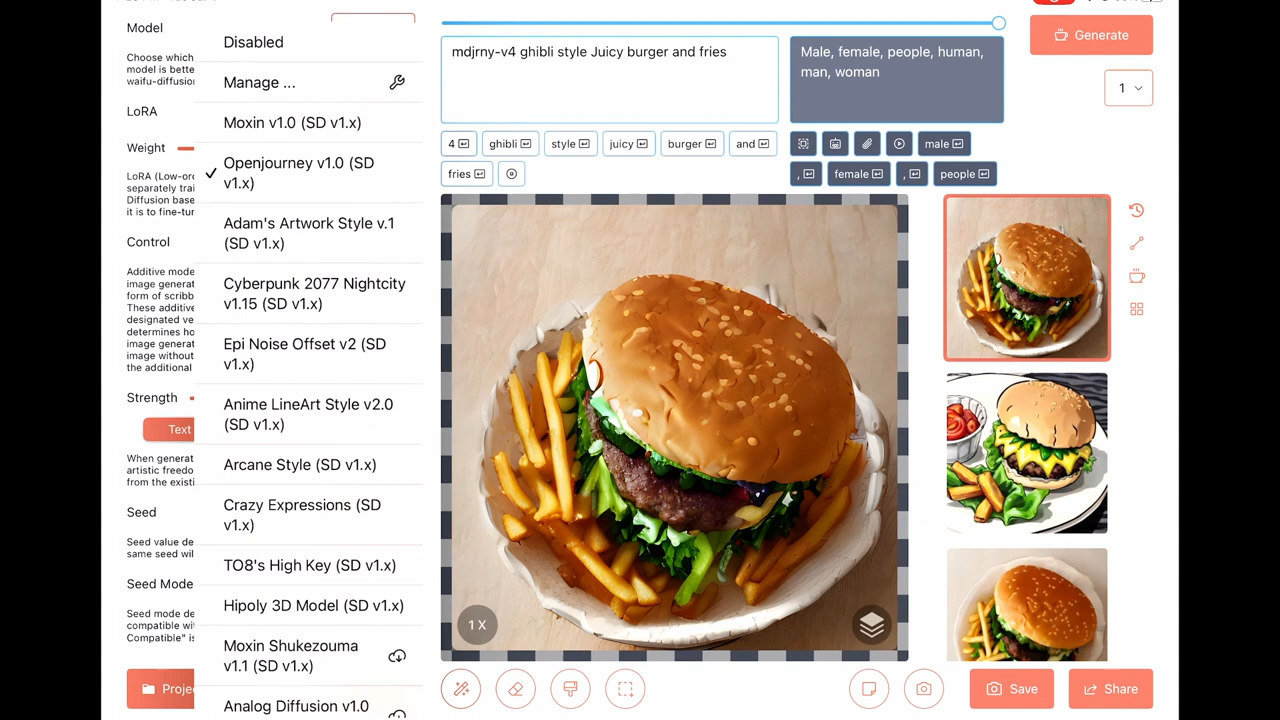 Model
Choose which
model is bette
waifu-diffusion
LoRA
Weight
LoRA (Low-orc
separately trai
Diffusion base
it is to fine-tur
Control
Additive mode
image generat
form of scribb
These additive
designated ve
determines ho
image generat
image without
the additional
Strength
Text
When generat
artistic freedo
from the existi
Seed
Seed value de
same seed wil
Seed Mode
Seed mode de
compatible wit
Compatible" is
Projec
Disabled
Manage ...
Moxin v1.0 (SD v1.x)
Openjourney v1.0 (SD
v1.x)
Adam's Artwork Style v.1
(SD v1.x)
Cyberpunk 2077 Nightcity
v1.15 (SD v1.x)
Epi Noise Offset v2 (SD
v1.x)
Anime LineArt Style v2.0
(SD v1.x)
Arcane Style (SD v1.x)
Crazy Expressions (SD
v1.x)
TO8's High Key (SD v1.x)
Hipoly 3D Model (SD v1.x)
Moxin Shukezouma
v1.1 (SD v1.x)
Analog Diffusion v1.0
mdjrny-v4 ghibli style Juicy burger and fries
4 ghibli style juicy burger and
fries
Male, female, people, human,
man, woman
male
, female , people
Generate
1
1 X
Save
Share